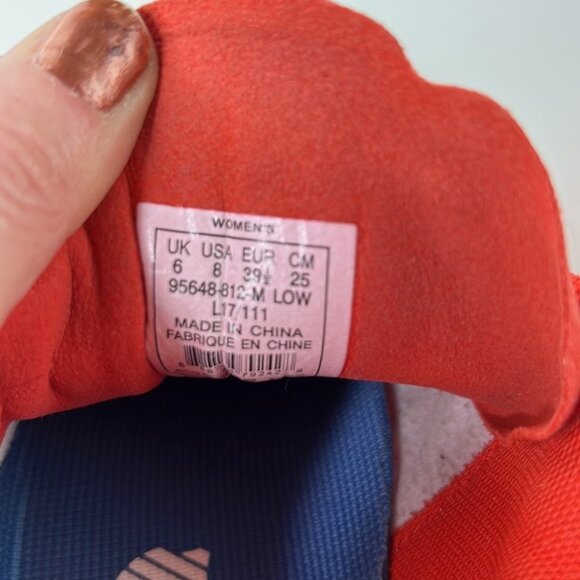 WOMEN'S
UK USA EUR CM
6 8 39½ 25
95648-812-M LOW
L17/111
MADE IN CHINA
FABRIQUE EN CHINE